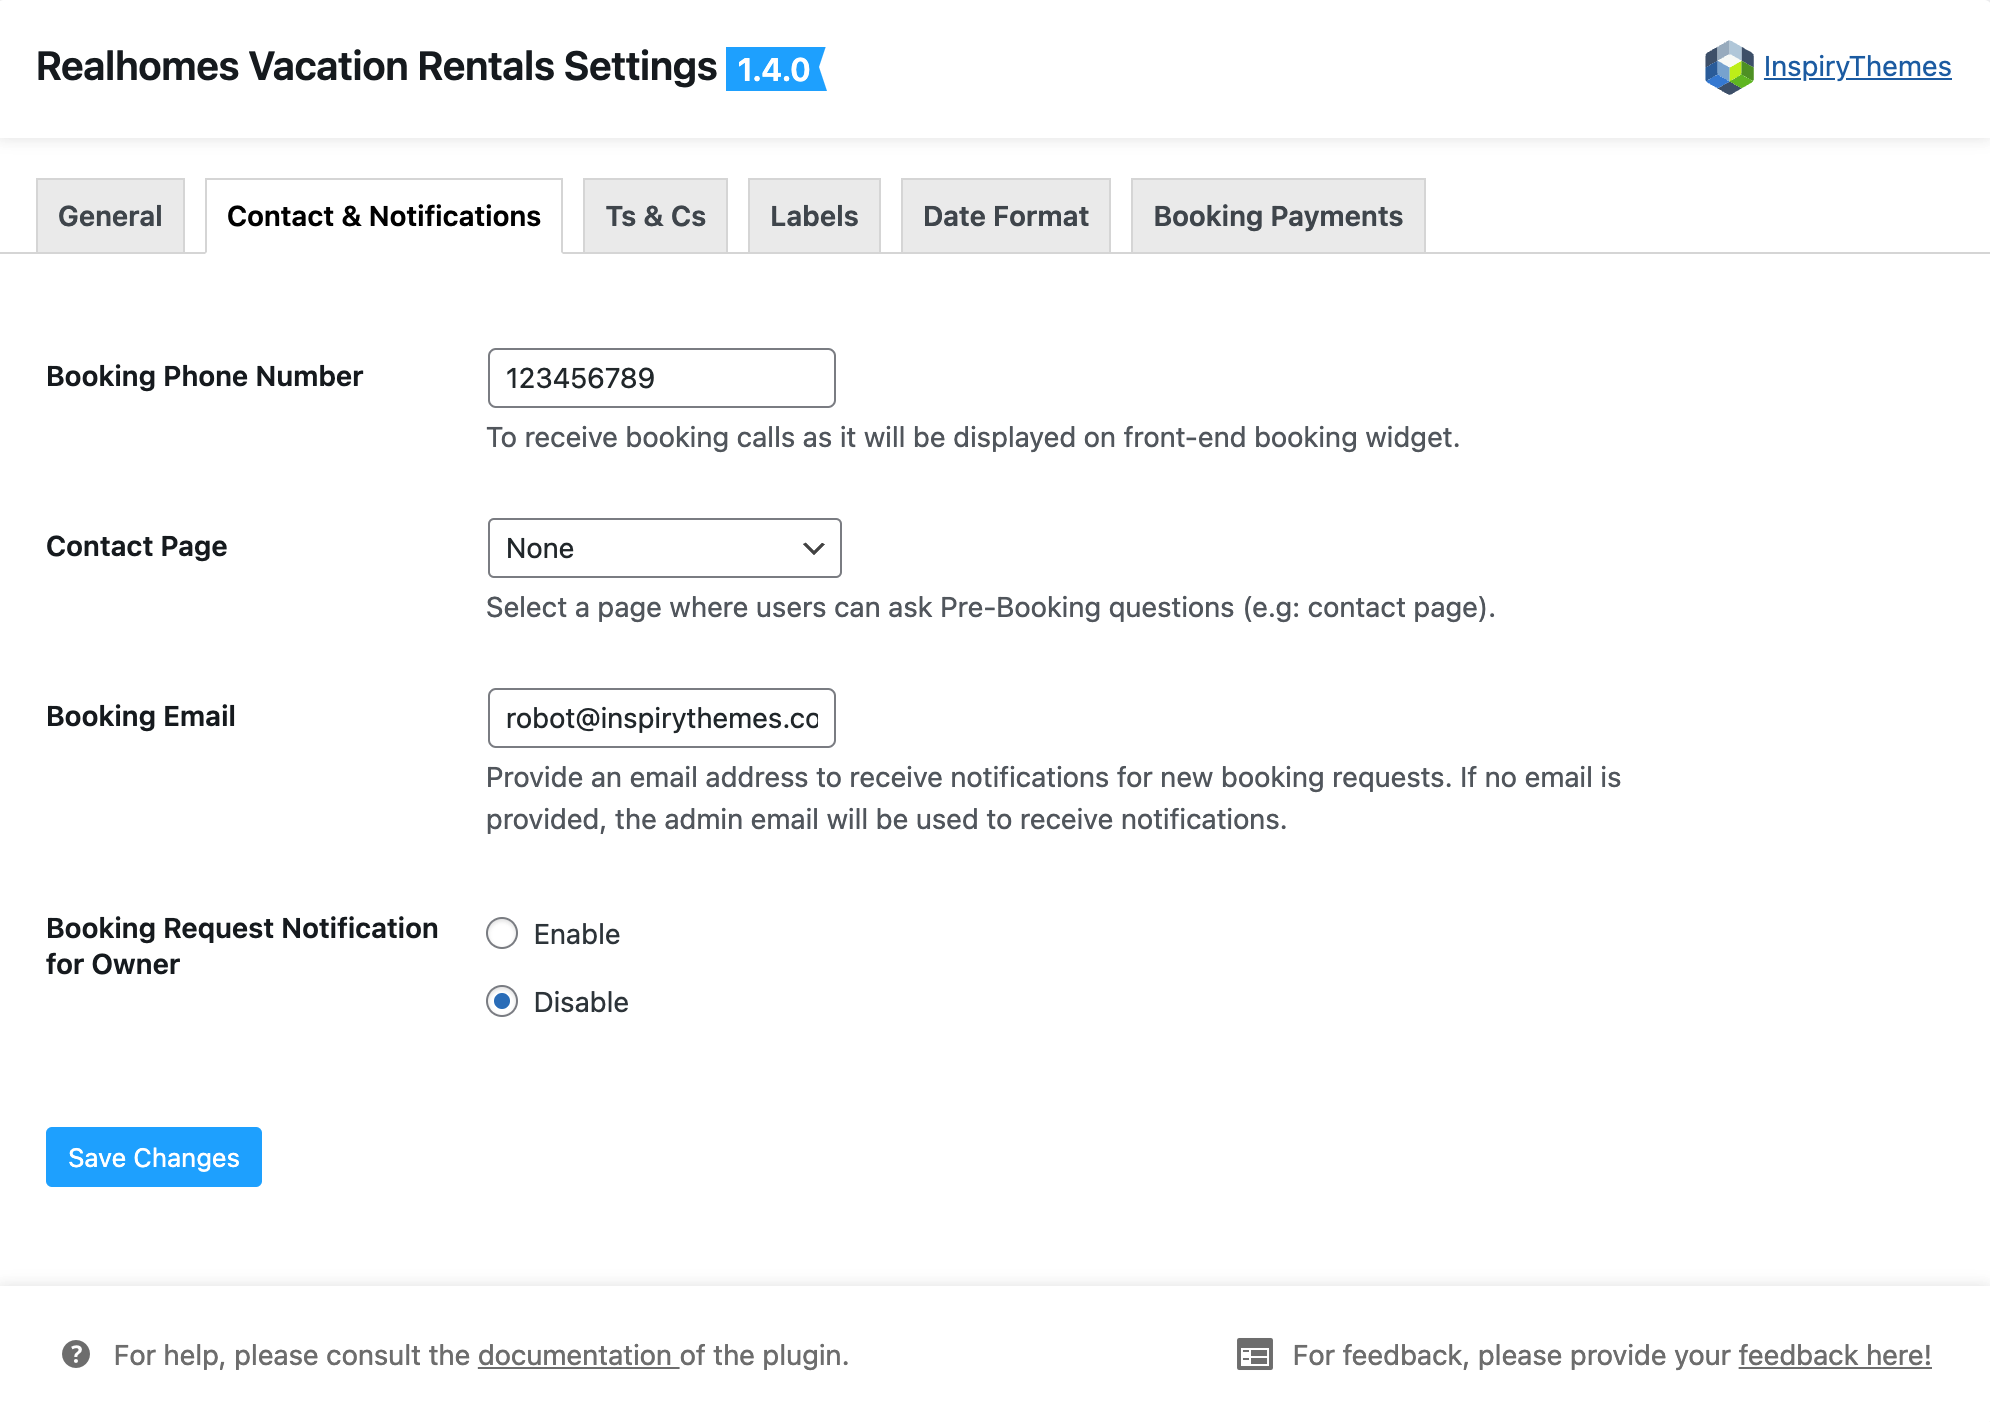 Realhomes Vacation Rentals Settings 1.4.0
InspiryThemes
General
Contact & Notifications
Ts & Cs
Labels
Date Format
Booking Payments
Booking Phone Number
123456789
To receive booking calls as it will be displayed on front-end booking widget.
Contact Page
None
Select a page where users can ask Pre-Booking questions (e.g: contact page).
Booking Email
robot@inspirythemes.co
Provide an email address to receive notifications for new booking requests. If no email is
provided, the admin email will be used to receive notifications.
Booking Request Notification
for Owner
Enable
Disable
Save Changes
? For help, please consult the documentation of the plugin.
For feedback, please provide your feedback here!